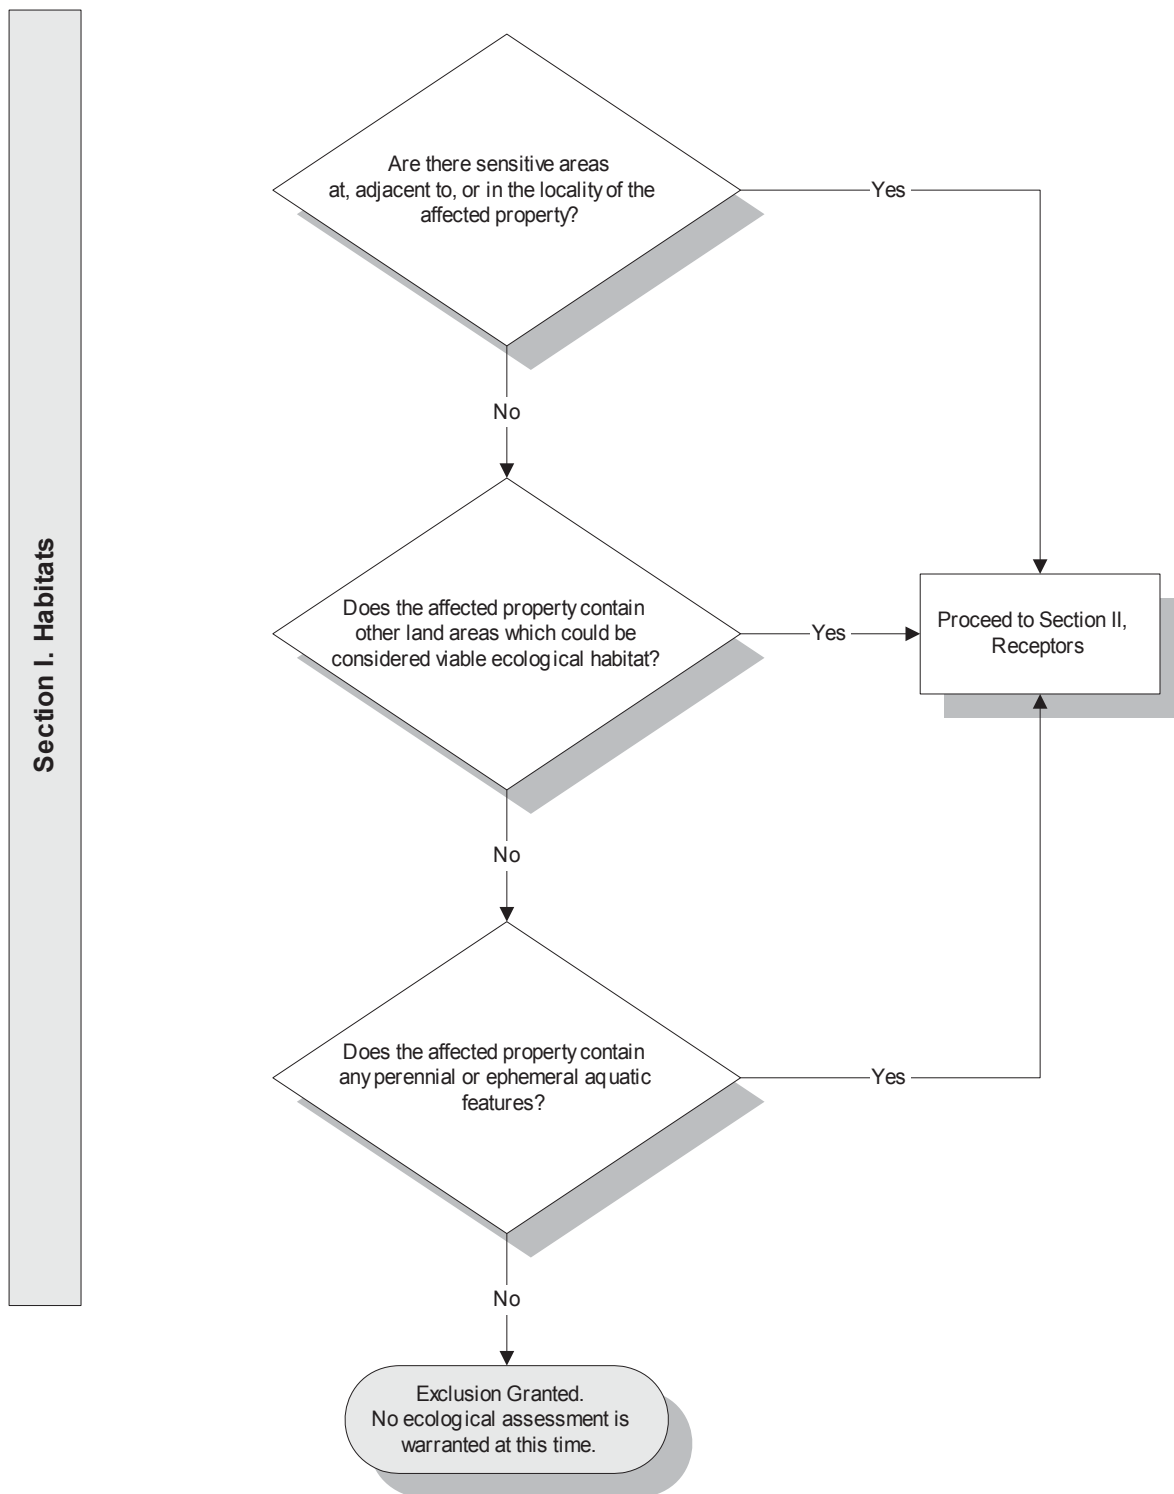 Section I. Habitats
Are there sensitive areas
at, adjacent to, or in the locality of the
affected property?
Yes
No
Does the affected property contain
other land areas which could be
considered viable ecological habitat?
Yes
Proceed to Section II,
Receptors
No
Does the affected property contain
any perennial or ephemeral aquatic
features?
Yes
No
Exclusion Granted.
No ecological assessment is
warranted at this time.